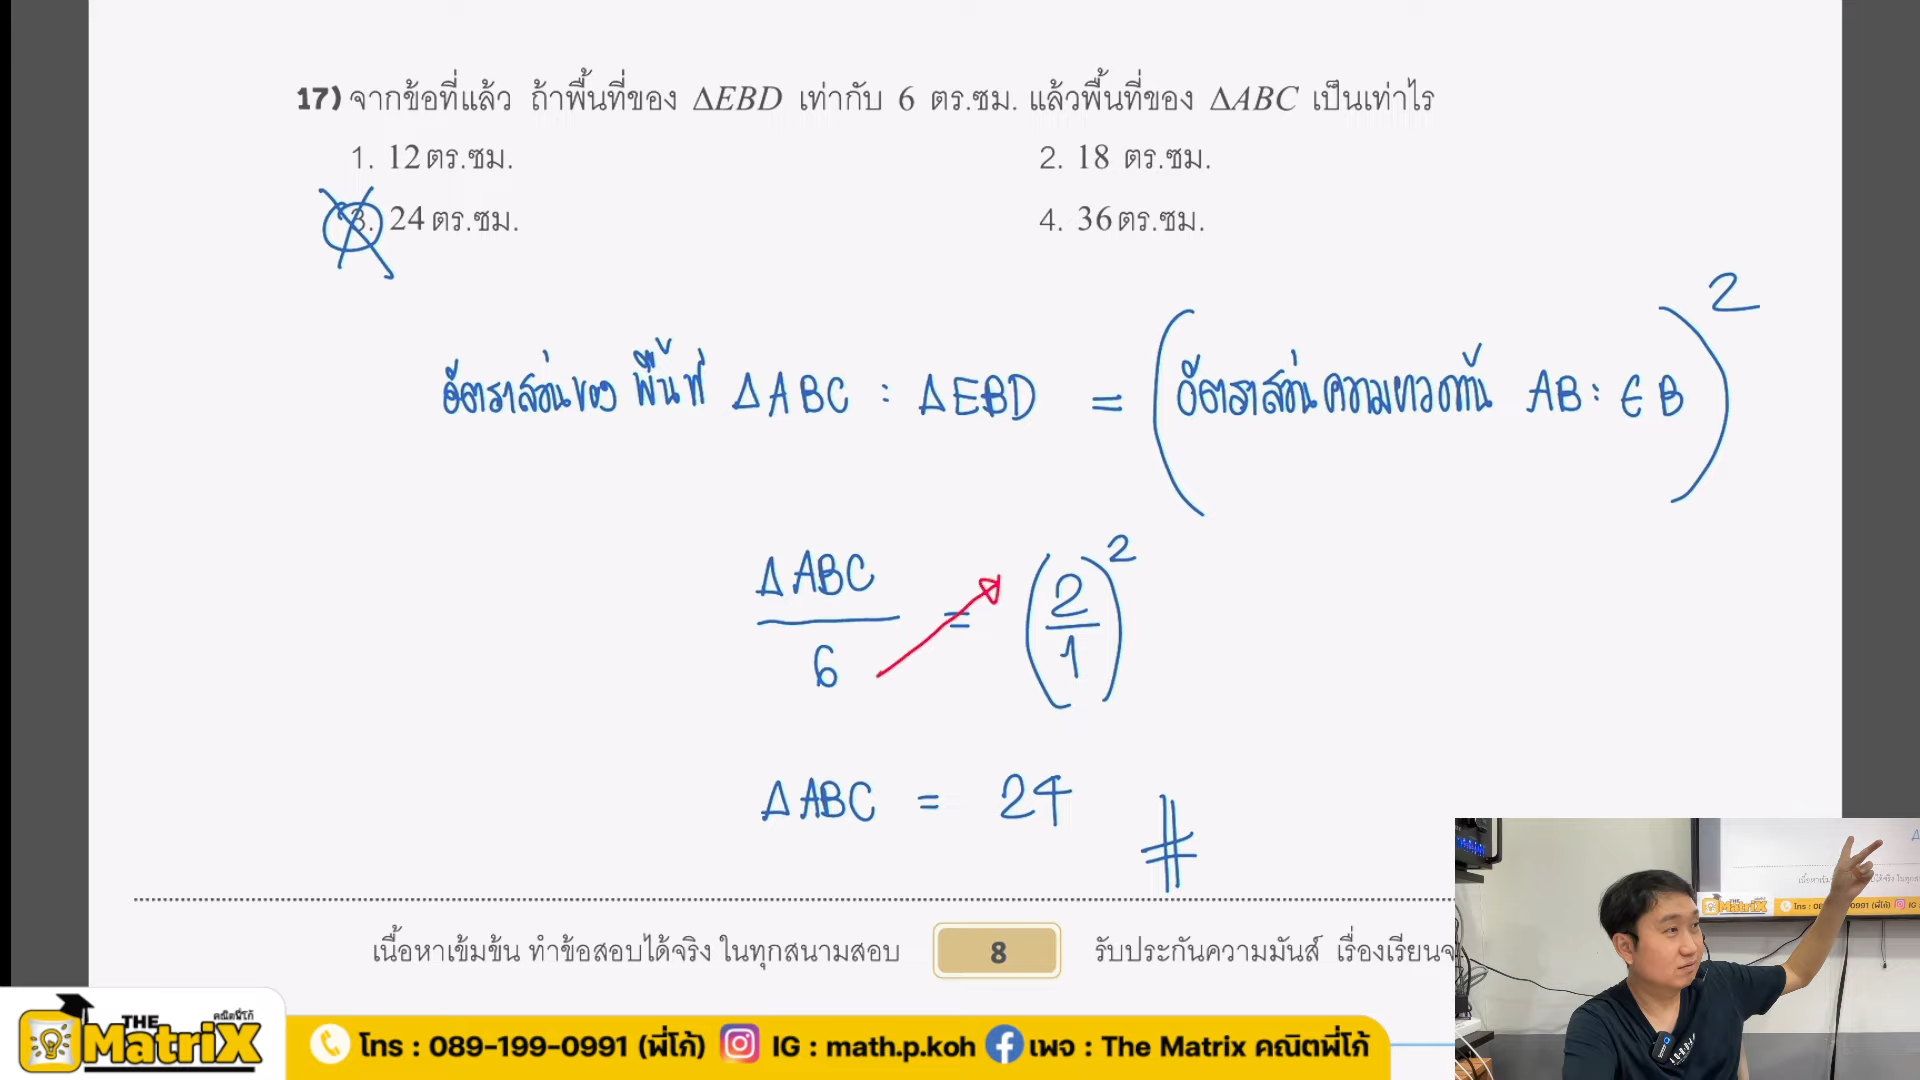 17) จากข้อที่แล้ว ถ้าพื้นที่ของ ΔEBD เท่ากับ 6 ตร.ซม. แล้วพื้นที่ของ ΔABC เป็นเท่าไร
1. 12 ตร.ซม. 2. 18 ตร.ซม.
3. 24 ตร.ซม. 4. 36 ตร.ซม.
อัตราส่วนของ พื้นที่ ΔABC : ΔEBD = (อัตราส่วนความยาวด้าน AB : EB)²
ΔABC/6 = (2/1)²
ΔABC = 24 #
เนื้อหาเข้มข้น ทำข้อสอบได้จริง ในทุกสนามสอบ 8 รับประกันความมันส์ เรื่องเรียนจ
THE MatriX คณิตพี่โก้
โทร : 089-199-0991 (พี่โก้) IG : math.p.koh เพจ : The Matrix คณิตพี่โก้